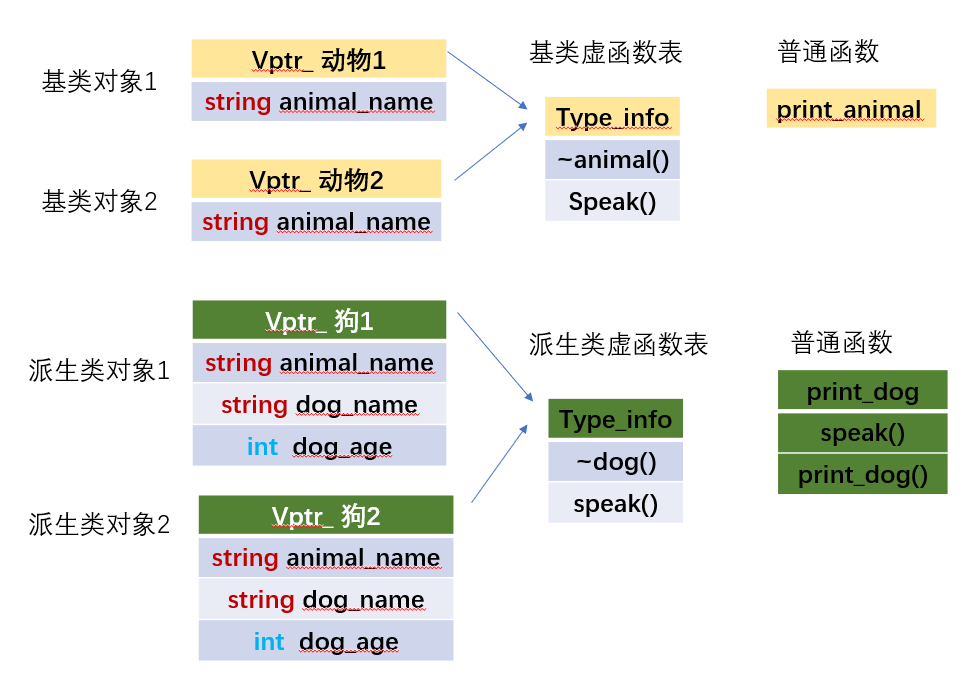 基类对象1
Vptr_ 动物1
string animal_name
基类对象2
Vptr_ 动物2
string animal_name
基类虚函数表
Type_info
~animal()
Speak()
普通函数
print_animal
派生类对象1
Vptr_ 狗1
string animal_name
string dog_name
int dog_age
派生类对象2
Vptr_ 狗2
string animal_name
string dog_name
int dog_age
派生类虚函数表
Type_info
~dog()
speak()
普通函数
print_dog
speak()
print_dog()